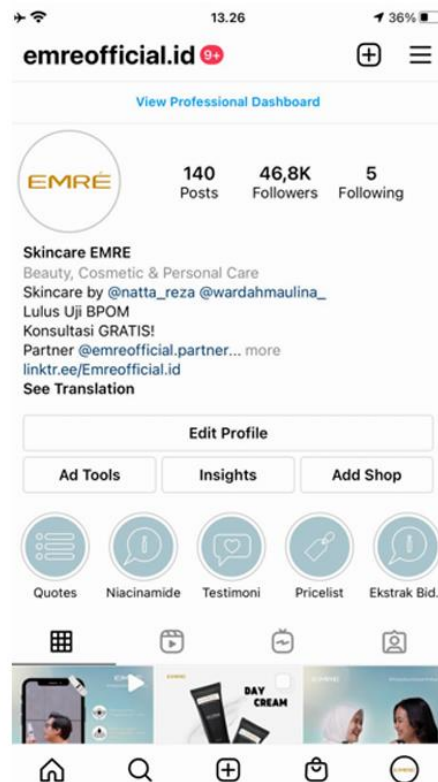 13.26
36%
emreofficial.id 9+
View Professional Dashboard
EMRÉ
140 46,8K 5
Posts Followers Following
Skincare EMRE
Beauty, Cosmetic & Personal Care
Skincare by @natta_reza @wardahmaulina_
Lulus Uji BPOM
Konsultasi GRATIS!
Partner @emreofficial.partner... more
linktr.ee/Emreofficial.id
See Translation
Edit Profile
Ad Tools Insights Add Shop
Quotes Niacinamide Testimoni Pricelist Ekstrak Bid.
DAY
CREAM